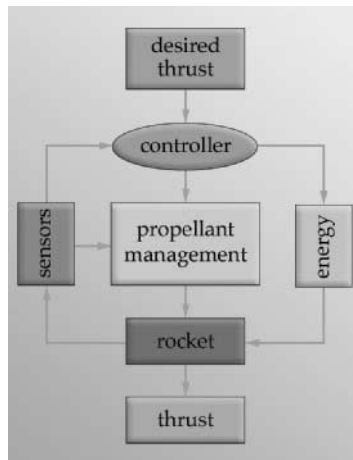 desired
thrust
controller
sensors
propellant
management
energy
rocket
thrust